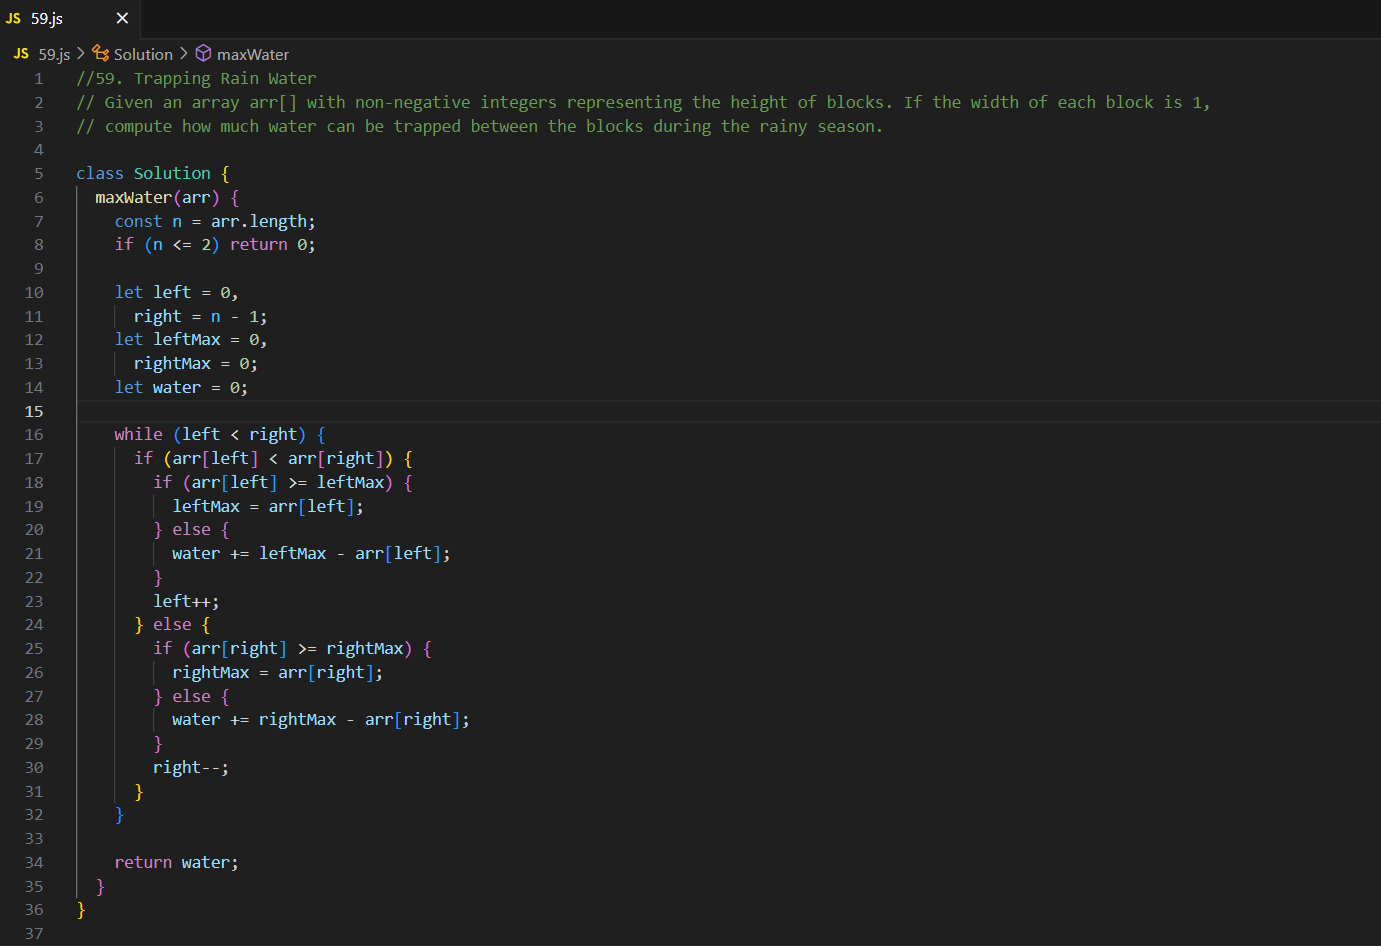 JS 59.js ×
JS 59.js > Solution > maxWater
1 //59. Trapping Rain Water
2 // Given an array arr[] with non-negative integers representing the height of blocks. If the width of each block is 1,
3 // compute how much water can be trapped between the blocks during the rainy season.
4
5 class Solution {
6   maxWater(arr) {
7     const n = arr.length;
8     if (n <= 2) return 0;
9
10     let left = 0,
11       right = n - 1;
12     let leftMax = 0,
13       rightMax = 0;
14     let water = 0;
15
16     while (left < right) {
17       if (arr[left] < arr[right]) {
18         if (arr[left] >= leftMax) {
19           leftMax = arr[left];
20         } else {
21           water += leftMax - arr[left];
22         }
23         left++;
24       } else {
25         if (arr[right] >= rightMax) {
26           rightMax = arr[right];
27         } else {
28           water += rightMax - arr[right];
29         }
30         right--;
31       }
32     }
33
34     return water;
35   }
36 }
37